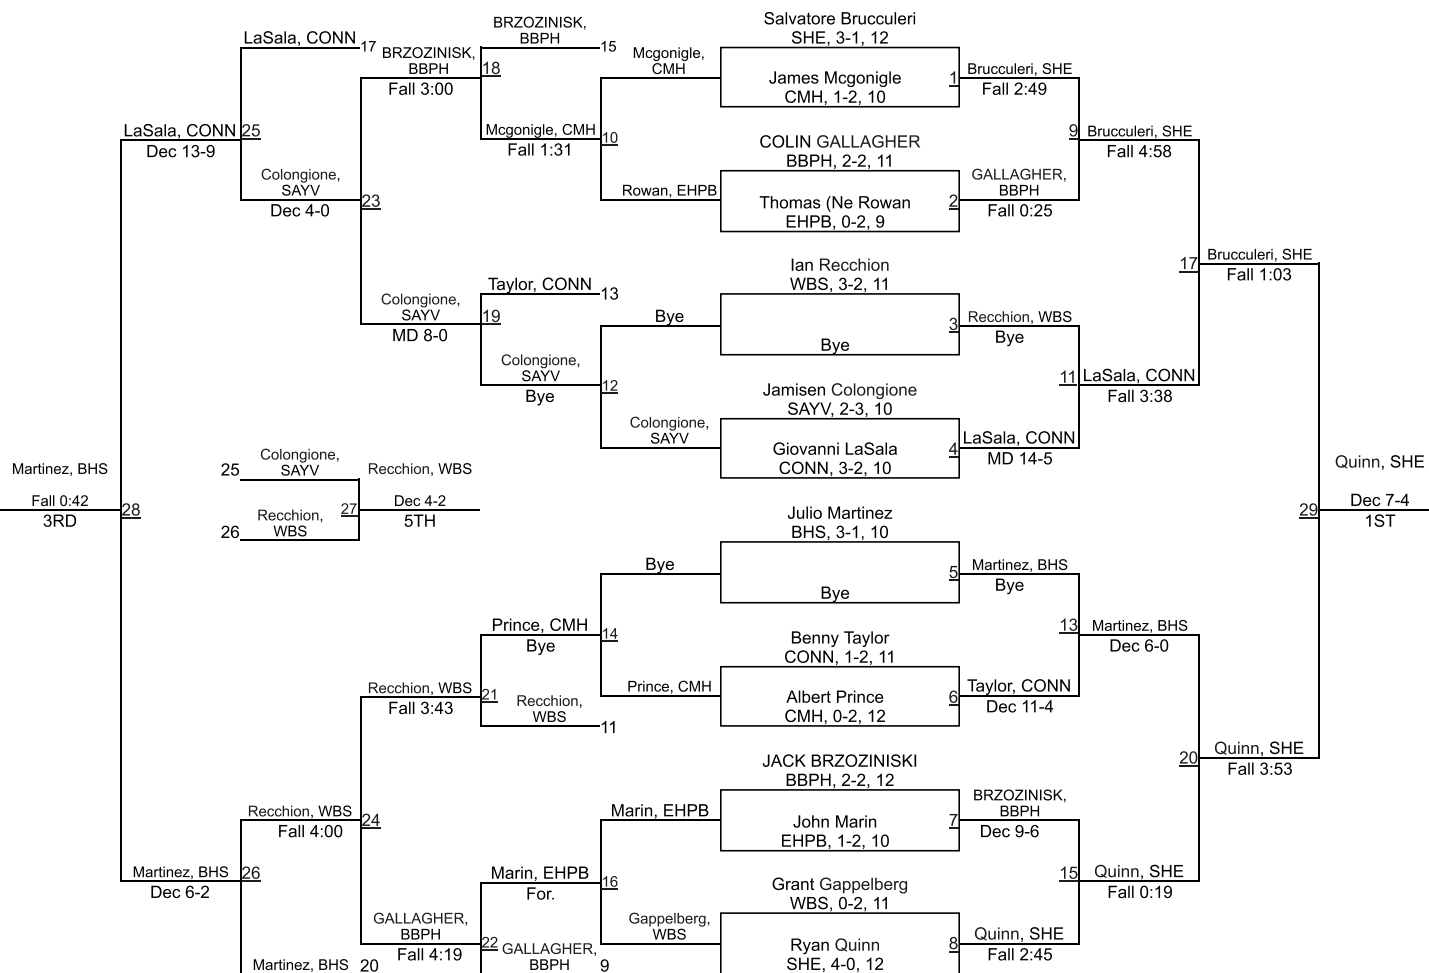 LaSala, CONN
17
LaSala, CONN
25
Dec 13-9
Colongione,
SAYV
Dec 4-0
23
BRZOZINISK,
BBPH
18
Fall 3:00
BRZOZINISK,
BBPH
15
Mcgonigle, CMH
10
Fall 1:31
Mcgonigle,
CMH
Rowan, EHPB
Salvatore Brucculeri
SHE, 3-1, 12
James Mcgonigle
CMH, 1-2, 10
1
Brucculeri, SHE
Fall 2:49
COLIN GALLAGHER
BBPH, 2-2, 11
Thomas (Ne Rowan
EHPB, 0-2, 9
2
GALLAGHER,
BBPH
Fall 0:25
9
Brucculeri, SHE
Fall 4:58
Colongione,
SAYV
19
MD 8-0
Taylor, CONN
13
Colongione,
SAYV
12
Bye
Bye
Colongione,
SAYV
Ian Recchion
WBS, 3-2, 11
Bye
3
Recchion, WBS
Bye
Jamisen Colongione
SAYV, 2-3, 10
Giovanni LaSala
CONN, 3-2, 10
4
LaSala, CONN
MD 14-5
11
LaSala, CONN
Fall 3:38
17
Brucculeri, SHE
Fall 1:03
Martinez, BHS
Fall 0:42
28
3RD
25
Colongione,
SAYV
26
Recchion,
WBS
27
Recchion, WBS
Dec 4-2
5TH
Quinn, SHE
29
Dec 7-4
1ST
Julio Martinez
BHS, 3-1, 10
Bye
5
Martinez, BHS
Bye
Bye
Prince, CMH
14
Bye
Prince, CMH
Benny Taylor
CONN, 1-2, 11
Albert Prince
CMH, 0-2, 12
6
Taylor, CONN
Dec 11-4
13
Martinez, BHS
Dec 6-0
Recchion, WBS
21
Fall 3:43
Recchion,
WBS
11
20
Quinn, SHE
Fall 3:53
JACK BRZOZINISKI
BBPH, 2-2, 12
John Marin
EHPB, 1-2, 10
7
BRZOZINISK,
BBPH
Dec 9-6
Marin, EHPB
Recchion, WBS
24
Fall 4:00
Martinez, BHS
26
Dec 6-2
Marin, EHPB
16
For.
Gappelberg,
WBS
Grant Gappelberg
WBS, 0-2, 11
Ryan Quinn
SHE, 4-0, 12
8
Quinn, SHE
Fall 2:45
15
Quinn, SHE
Fall 0:19
GALLAGHER,
BBPH
22
Fall 4:19
GALLAGHER,
BBPH
9
Martinez, BHS
20